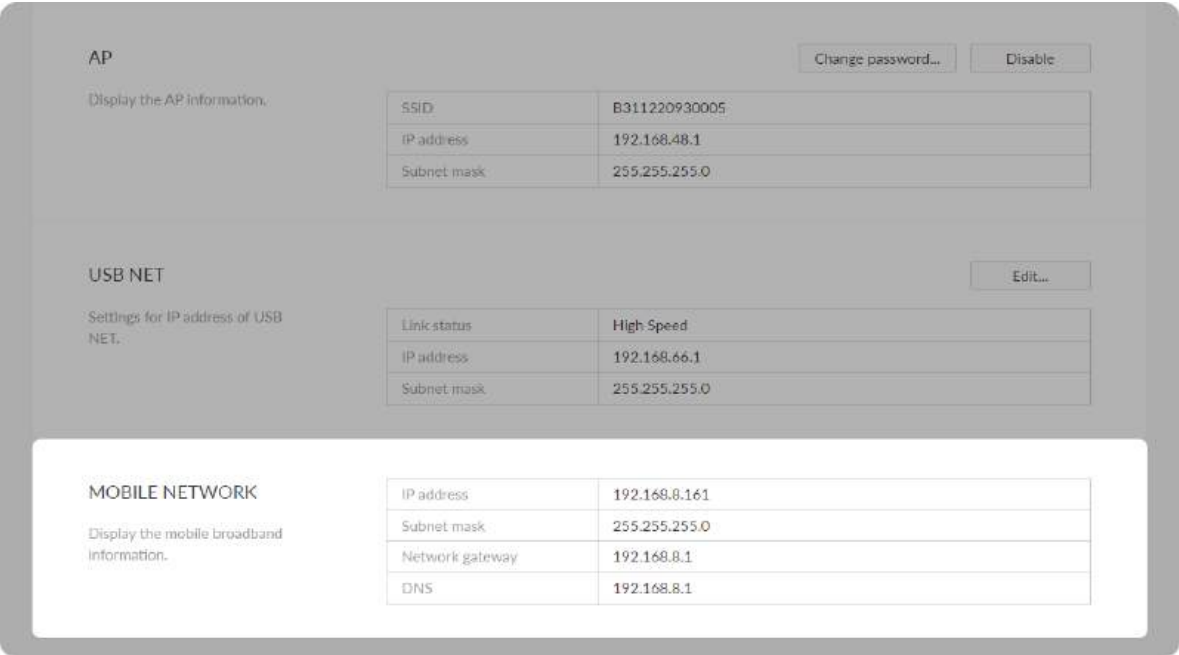 AP
Change password...
Disable
Display the AP information.
SSID
B311220930005
IP address
192.168.48.1
Subnet mask
255.255.255.0
USB NET
Edit...
Settings for IP address of USB
NET.
Link status
High Speed
IP address
192.168.66.1
Subnet mask
255.255.255.0
MOBILE NETWORK
Display the mobile broadband
information.
IP address
192.168.8.161
Subnet mask
255.255.255.0
Network gateway
192.168.8.1
DNS
192.168.8.1